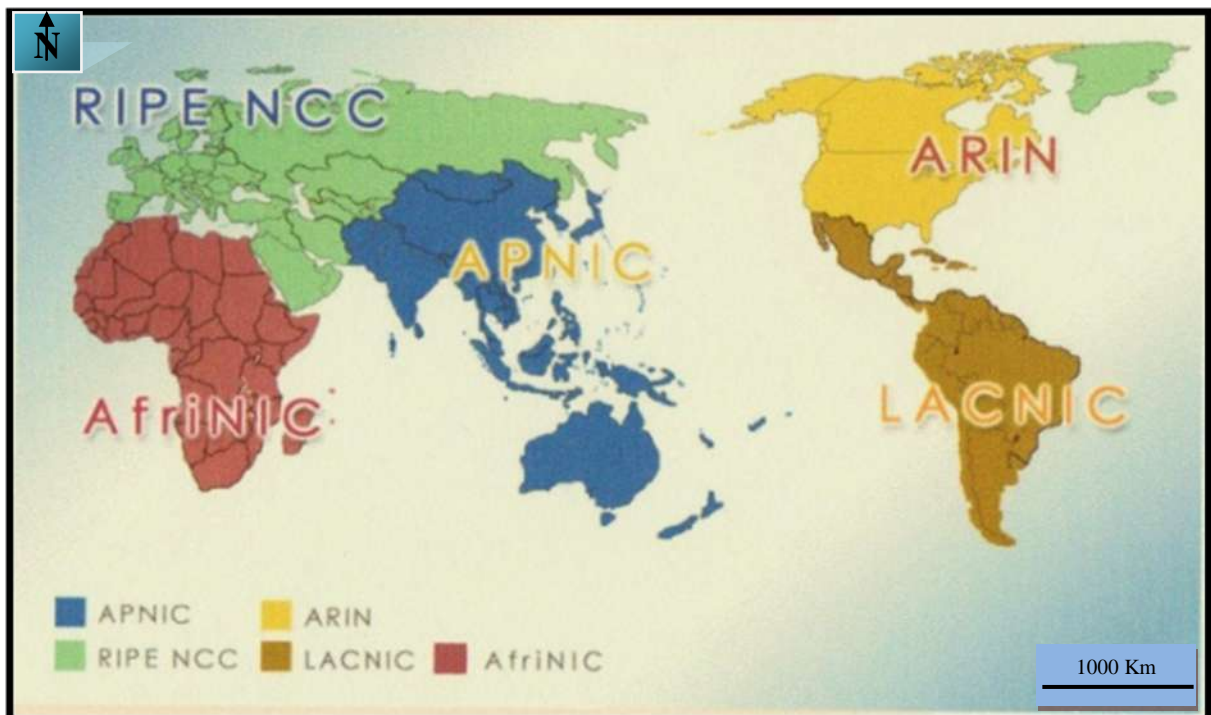 N
RIPE NCC
ARIN
APNIC
AfriNIC
LACNIC
APNIC
ARIN
RIPE NCC
LACNIC
AfriNIC
1000 Km